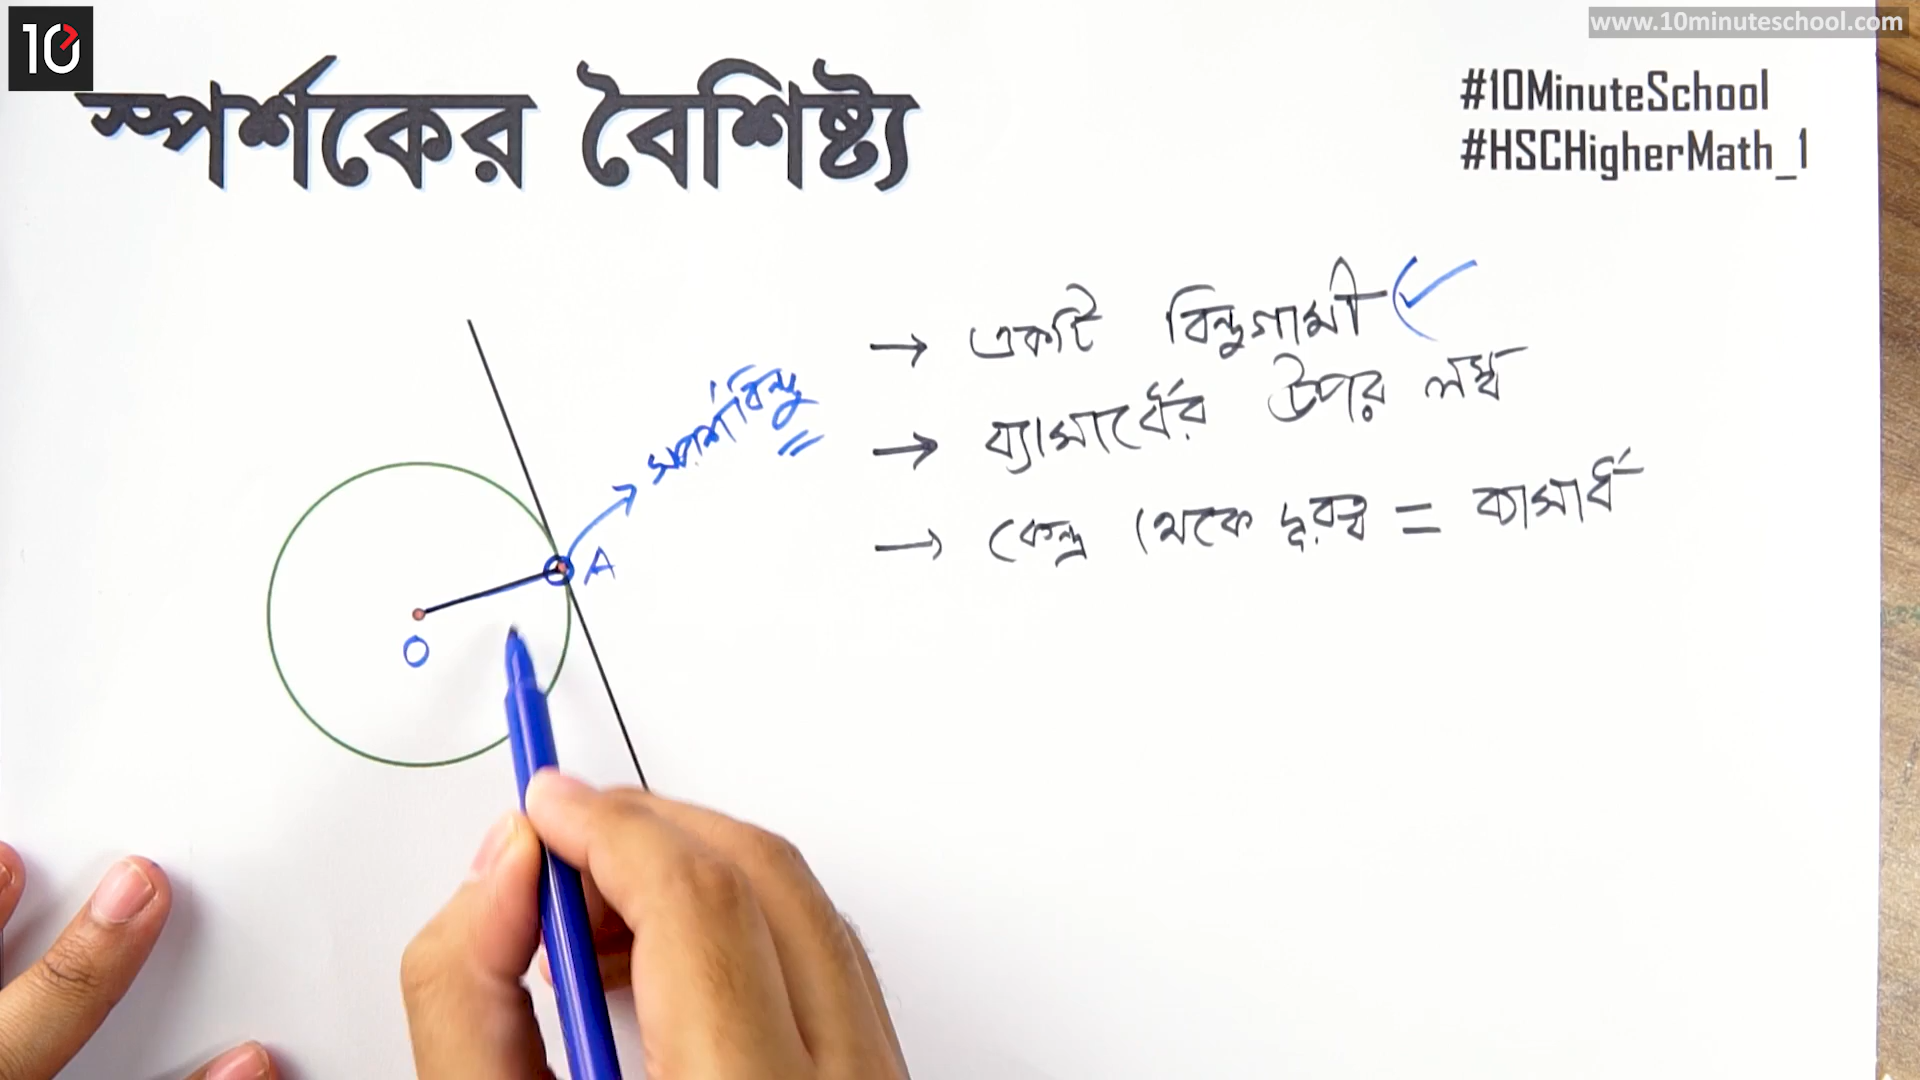 10
www.10minuteschool.com
স্পর্শকের বৈশিষ্ট্য
#10MinuteSchool
#HSCHigherMath_1
→ একটি বিন্দুগামী
→ ব্যাসার্ধের উপর লম্ব
→ কেন্দ্র থেকে দূরত্ব = ব্যাসার্ধ
স্পর্শবিন্দু
A
O